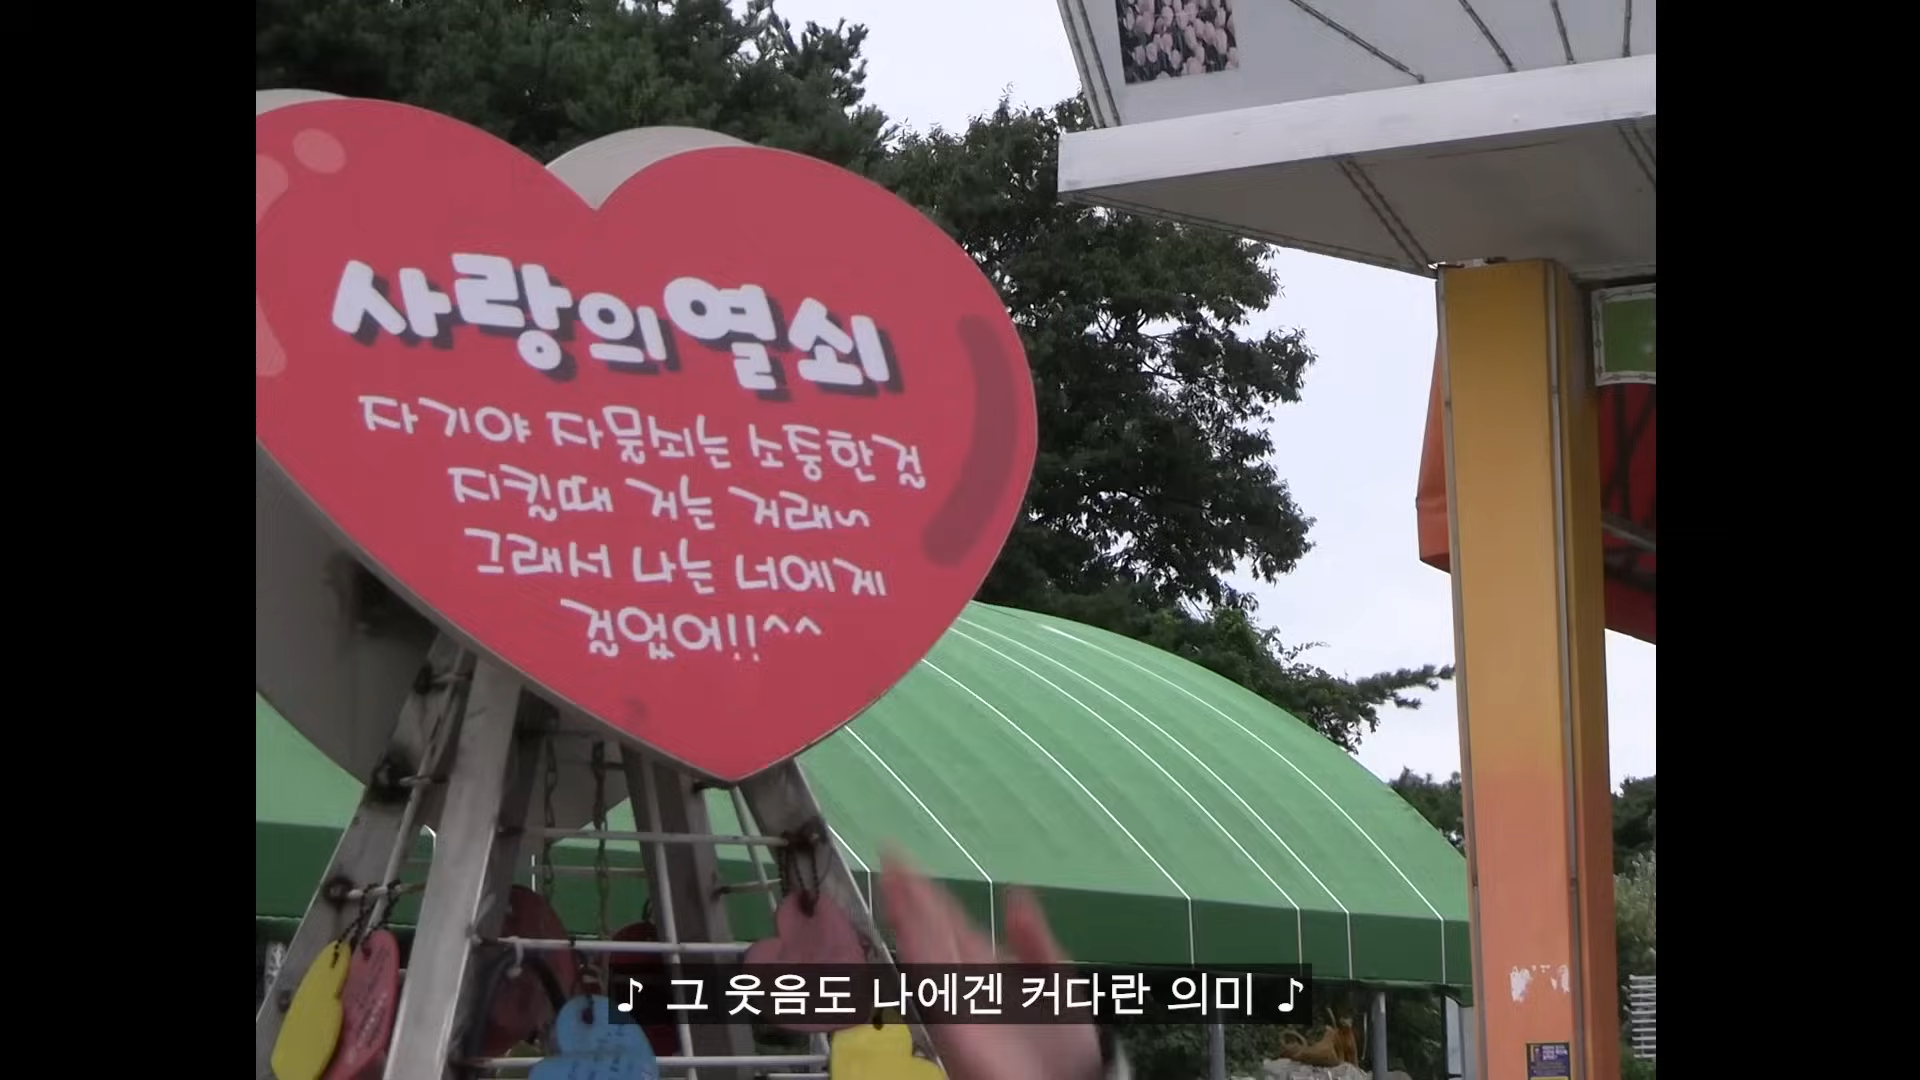 사랑의열쇠
자기야 자물쇠는 소중한걸
지킬때 거는 거래~
그래서 나는 너에게
걸었어!!^^
♪ 그 웃음도 나에겐 커다란 의미 ♪